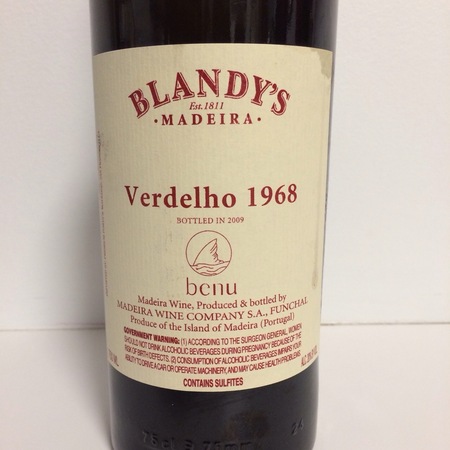 BLANDY'S
Est. 1811
· MADEIRA ·
Verdelho 1968
BOTTLED IN 2009
benu
Madeira Wine, Produced & bottled by
MADEIRA WINE COMPANY S.A., FUNCHAL
Produce of the Island of Madeira (Portugal)
GOVERNMENT WARNING: (1) ACCORDING TO THE SURGEON GENERAL, WOMEN
SHOULD NOT DRINK ALCOHOLIC BEVERAGES DURING PREGNANCY BECAUSE OF THE
RISK OF BIRTH DEFECTS. (2) CONSUMPTION OF ALCOHOLIC BEVERAGES IMPAIRS YOUR
ABILITY TO DRIVE A CAR OR OPERATE MACHINERY, AND MAY CAUSE HEALTH PROBLEMS.
CONTAINS SULFITES
75cl